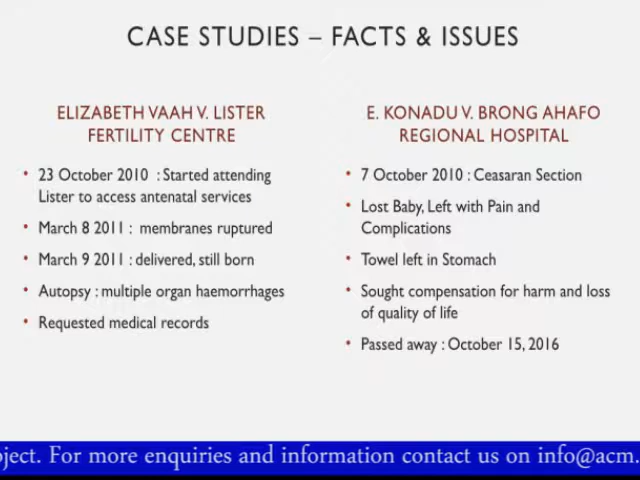 CASE STUDIES – FACTS & ISSUES
ELIZABETH VAAH V. LISTER
FERTILITY CENTRE
• 23 October 2010 : Started attending
Lister to access antenatal services
• March 8 2011 : membranes ruptured
• March 9 2011 : delivered, still born
• Autopsy : multiple organ haemorrhages
• Requested medical records
E. KONADU V. BRONG AHAFO
REGIONAL HOSPITAL
• 7 October 2010 : Ceasaran Section
• Lost Baby, Left with Pain and
Complications
• Towel left in Stomach
• Sought compensation for harm and loss
of quality of life
• Passed away : October 15, 2016
oject. For more enquiries and information contact us on info@acm.